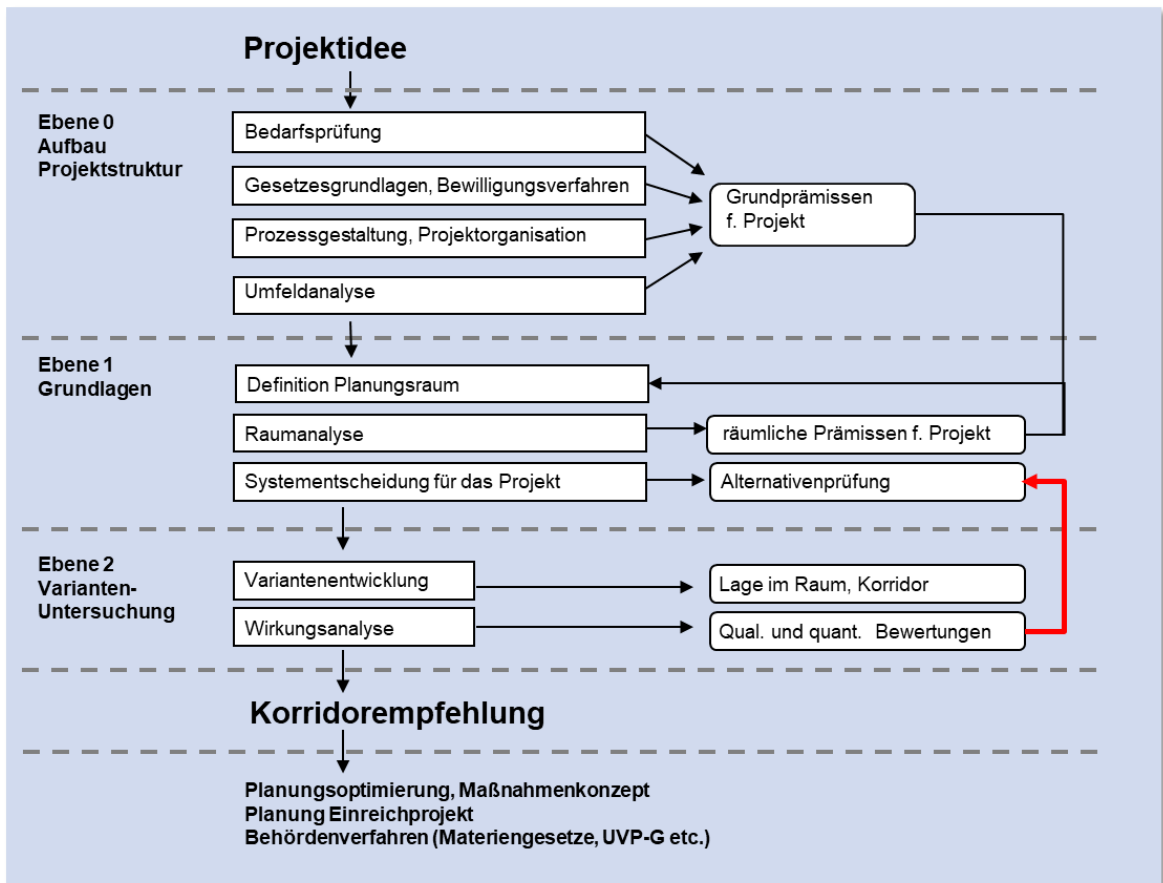 Projektidee
Ebene 0
Aufbau
Projektstruktur
Bedarfsprüfung
Gesetzesgrundlagen, Bewilligungsverfahren
Prozessgestaltung, Projektorganisation
Umfeldanalyse
Grundprämissen
f. Projekt
Ebene 1
Grundlagen
Definition Planungsraum
Raumanalyse
räumliche Prämissen f. Projekt
Systementscheidung für das Projekt
Alternativenprüfung
Ebene 2
Varianten-
Untersuchung
Variantenentwicklung
Lage im Raum, Korridor
Wirkungsanalyse
Qual. und quant. Bewertungen
Korridorempfehlung
Planungsoptimierung, Maßnahmenkonzept
Planung Einreichprojekt
Behördenverfahren (Materiengesetze, UVP-G etc.)